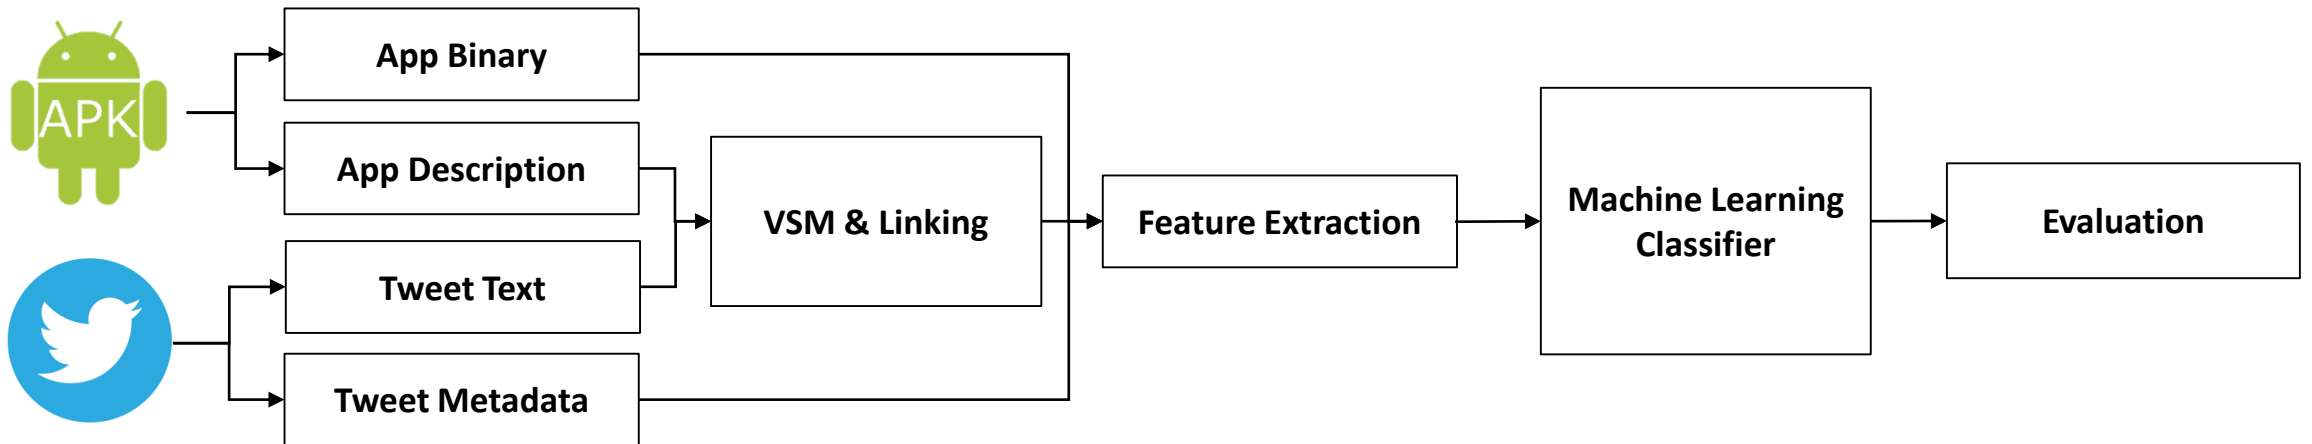 APK
App Binary
App Description
Tweet Text
Tweet Metadata
VSM & Linking
Feature Extraction
Machine Learning
Classifier
Evaluation